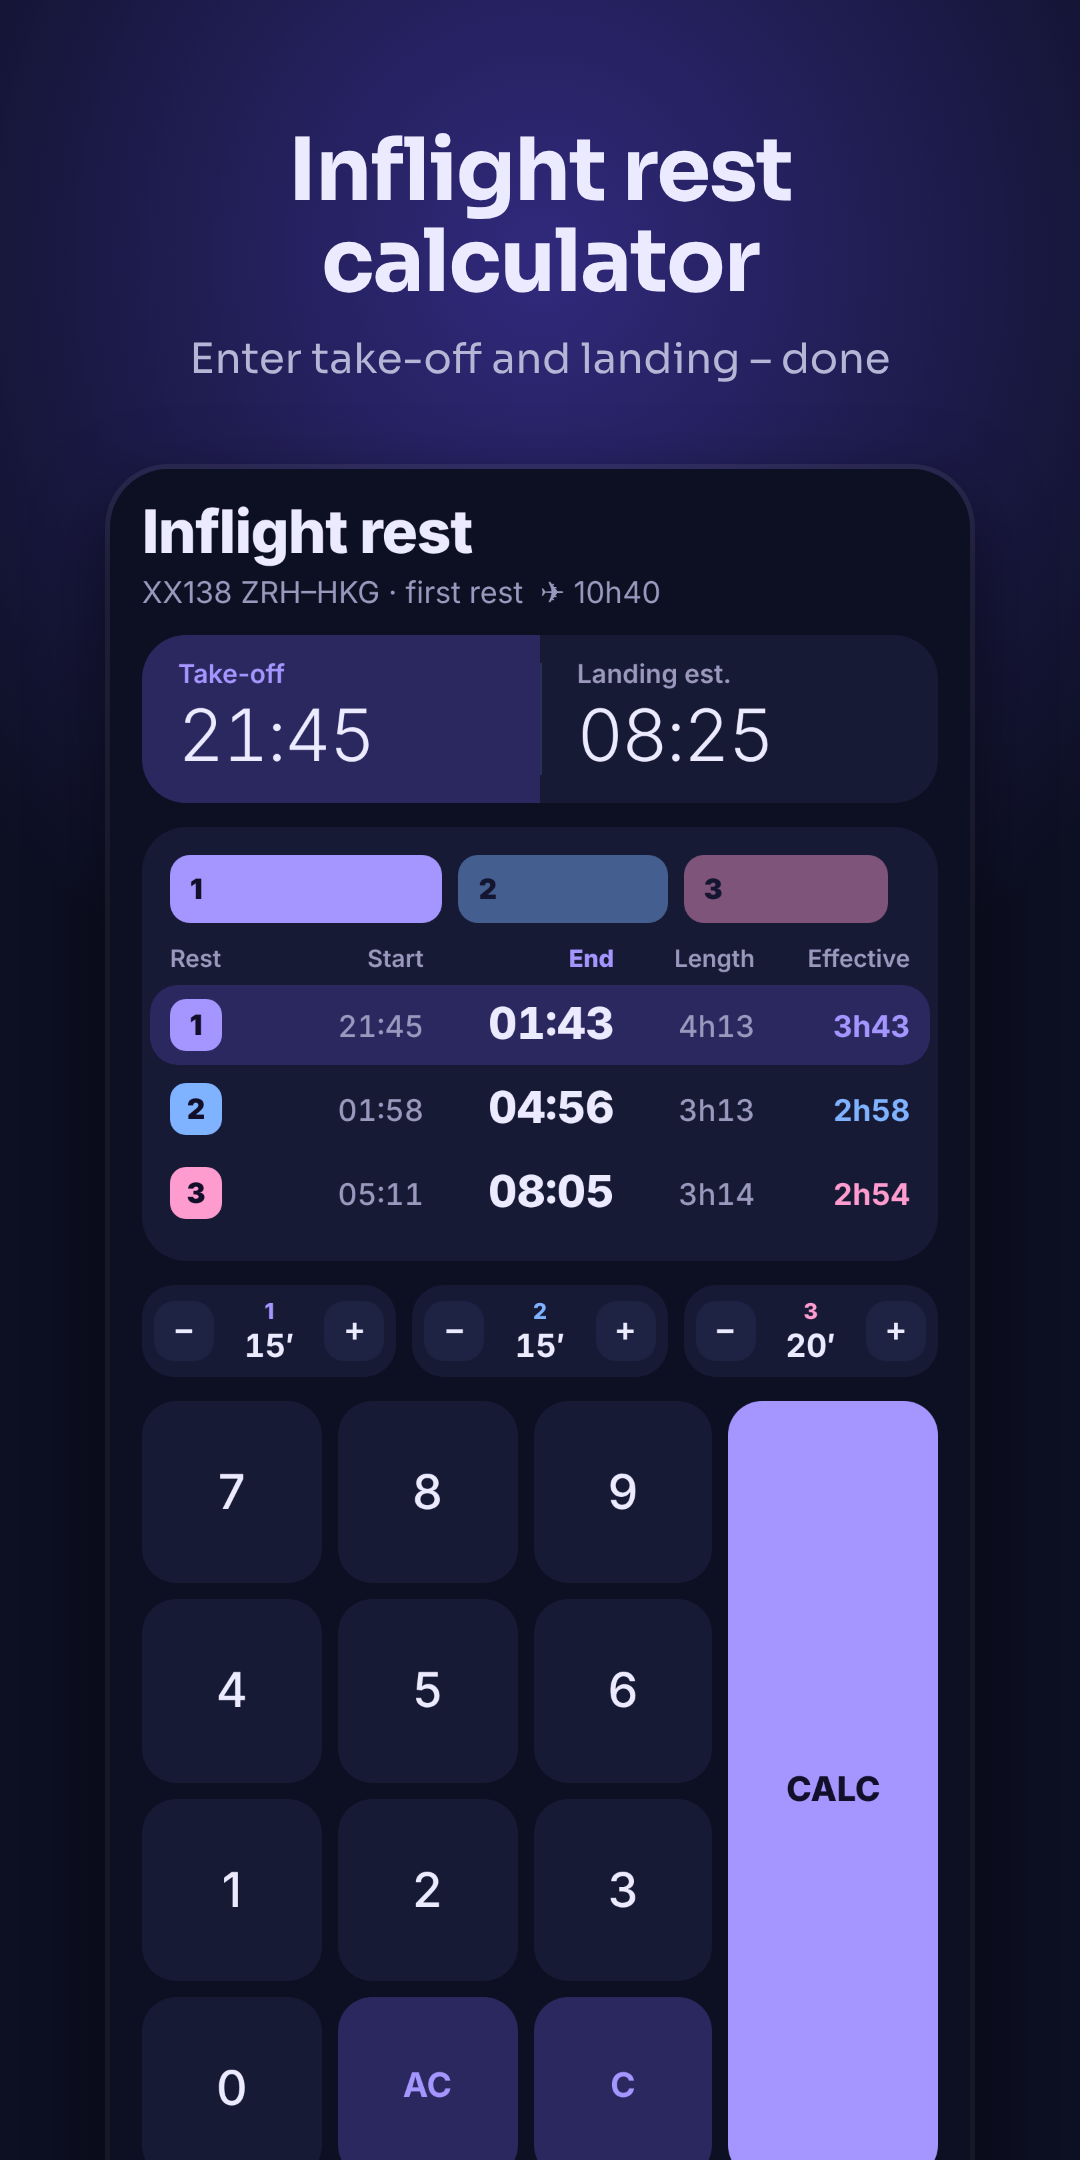 Inflight rest
calculator
Enter take-off and landing – done
Inflight rest
XX138 ZRH–HKG · first rest ✈ 10h40
Take-off
Landing est.
21:45
08:25
1
2
3
Rest Start End Length Effective
1 21:45 01:43 4h13 3h43
2 01:58 04:56 3h13 2h58
3 05:11 08:05 3h14 2h54
1
2
3
− 15′ + − 15′ + − 20′ +
7 8 9
4 5 6
CALC
1 2 3
0 AC C